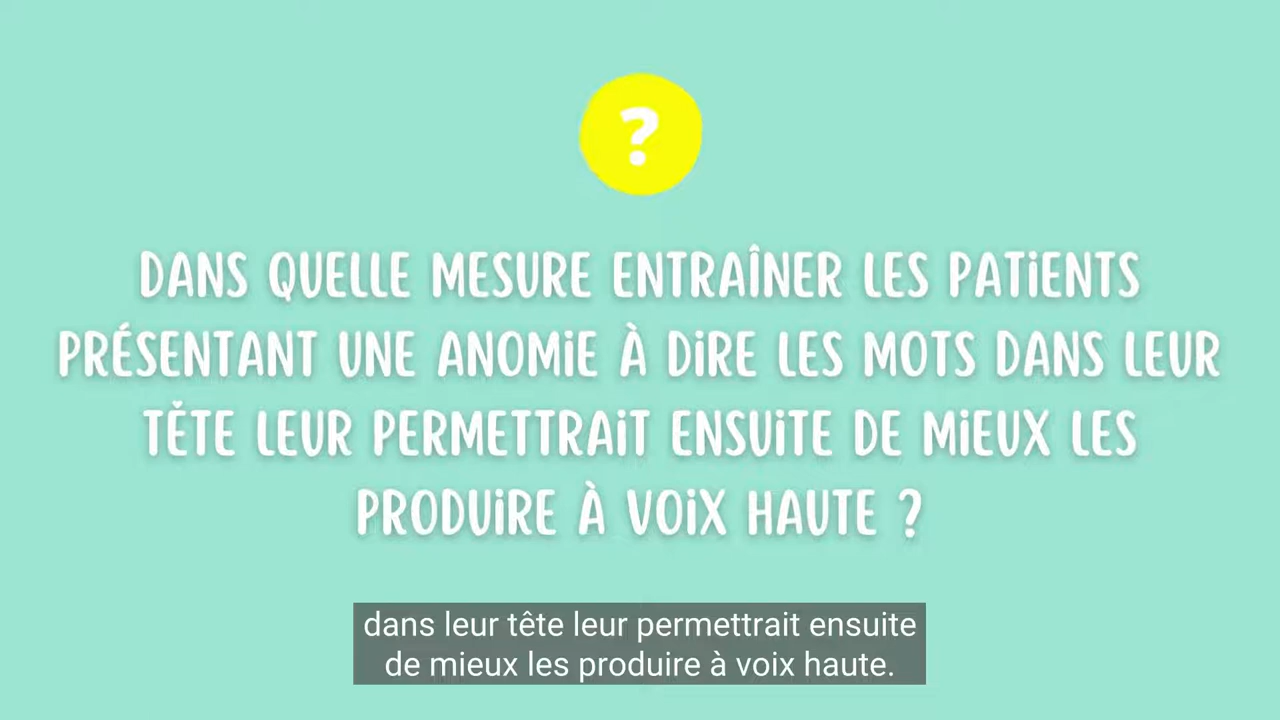 ?
DANS QUELLE MESURE ENTRAÎNER LES PATIENTS
PRÉSENTANT UNE ANOMIE À DIRE LES MOTS DANS LEUR
TÊTE LEUR PERMETTRAIT ENSUITE DE MIEUX LES
PRODUIRE À VOIX HAUTE ?
dans leur tête leur permettrait ensuite
de mieux les produire à voix haute.